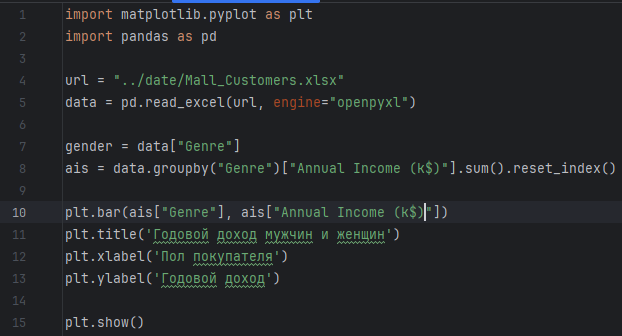 1 import matplotlib.pyplot as plt
2 import pandas as pd
3
4 url = "../date/Mall_Customers.xlsx"
5 data = pd.read_excel(url, engine="openpyxl")
6
7 gender = data["Genre"]
8 ais = data.groupby("Genre")["Annual Income (k$)"].sum().reset_index()
9
10 plt.bar(ais["Genre"], ais["Annual Income (k$)"])
11 plt.title('Годовой доход мужчин и женщин')
12 plt.xlabel('Пол покупателя')
13 plt.ylabel('Годовой доход')
14
15 plt.show()